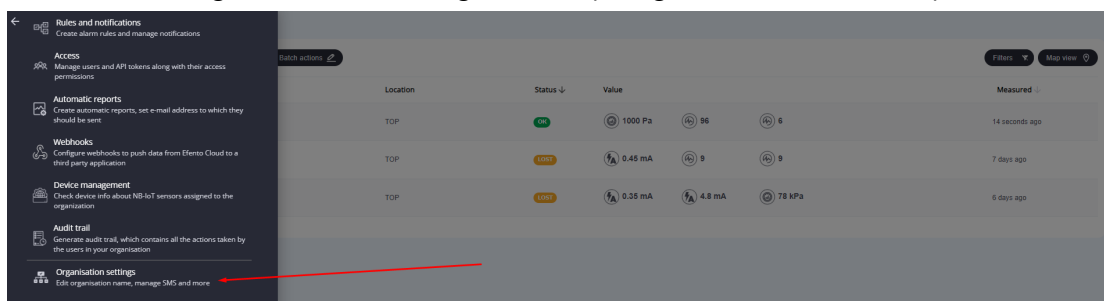 Rules and notifications
Create alarm rules and manage notifications
Access
Manage users and API tokens along with their access
permissions
Automatic reports
Create automatic reports, set e-mail address to which they
should be sent
Webhooks
Configure webhooks to push data from Efento Cloud to a
third party application
Device management
Check device info about NB-IoT sensors assigned to the
organization
Audit trail
Generate audit trail, which contains all the actions taken by
the users in your organisation
Organisation settings
Edit organisation name, manage SMS and more
Batch actions Filters Map view
Location Status Value Measured
TOP OK 1000 Pa 96 6 14 seconds ago
TOP LOST 0.45 mA 9 9 7 days ago
TOP LOST 0.35 mA 4.8 mA 78 kPa 6 days ago